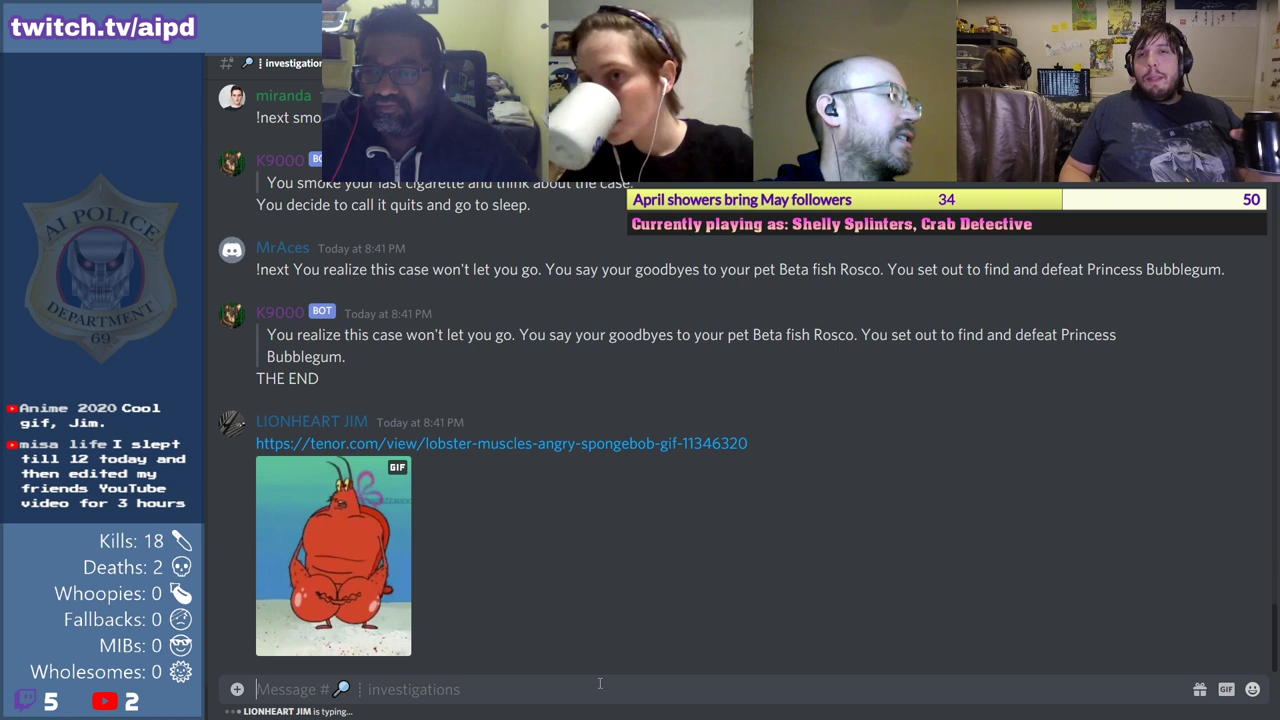 twitch.tv/aipd
# investigation
miranda
!next smo
K9000 BO
You smoke your last cigarette and think about the case.
You decide to call it quits and go to sleep.
April showers bring May followers 34 50
Currently playing as: Shelly Splinters, Crab Detective
MrAces Today at 8:41 PM
!next You realize this case won't let you go. You say your goodbyes to your pet Beta fish Rosco. You set out to find and defeat Princess Bubblegum.
K9000 BOT Today at 8:41 PM
You realize this case won't let you go. You say your goodbyes to your pet Beta fish Rosco. You set out to find and defeat Princess
Bubblegum.
THE END
LIONHEART JIM Today at 8:41 PM
https://tenor.com/view/lobster-muscles-angry-spongebob-gif-11346320
GIF
Message # investigations
GIF
LIONHEART JIM is typing...
AI POLICE
DEPARTMENT
69
Anime 2020 Cool
gif, Jim.
misa life I slept
till 12 today and
then edited my
friends YouTube
video for 3 hours
Kills: 18
Deaths: 2
Whoopies: 0
Fallbacks: 0
MIBs: 0
Wholesomes: 0
5 2